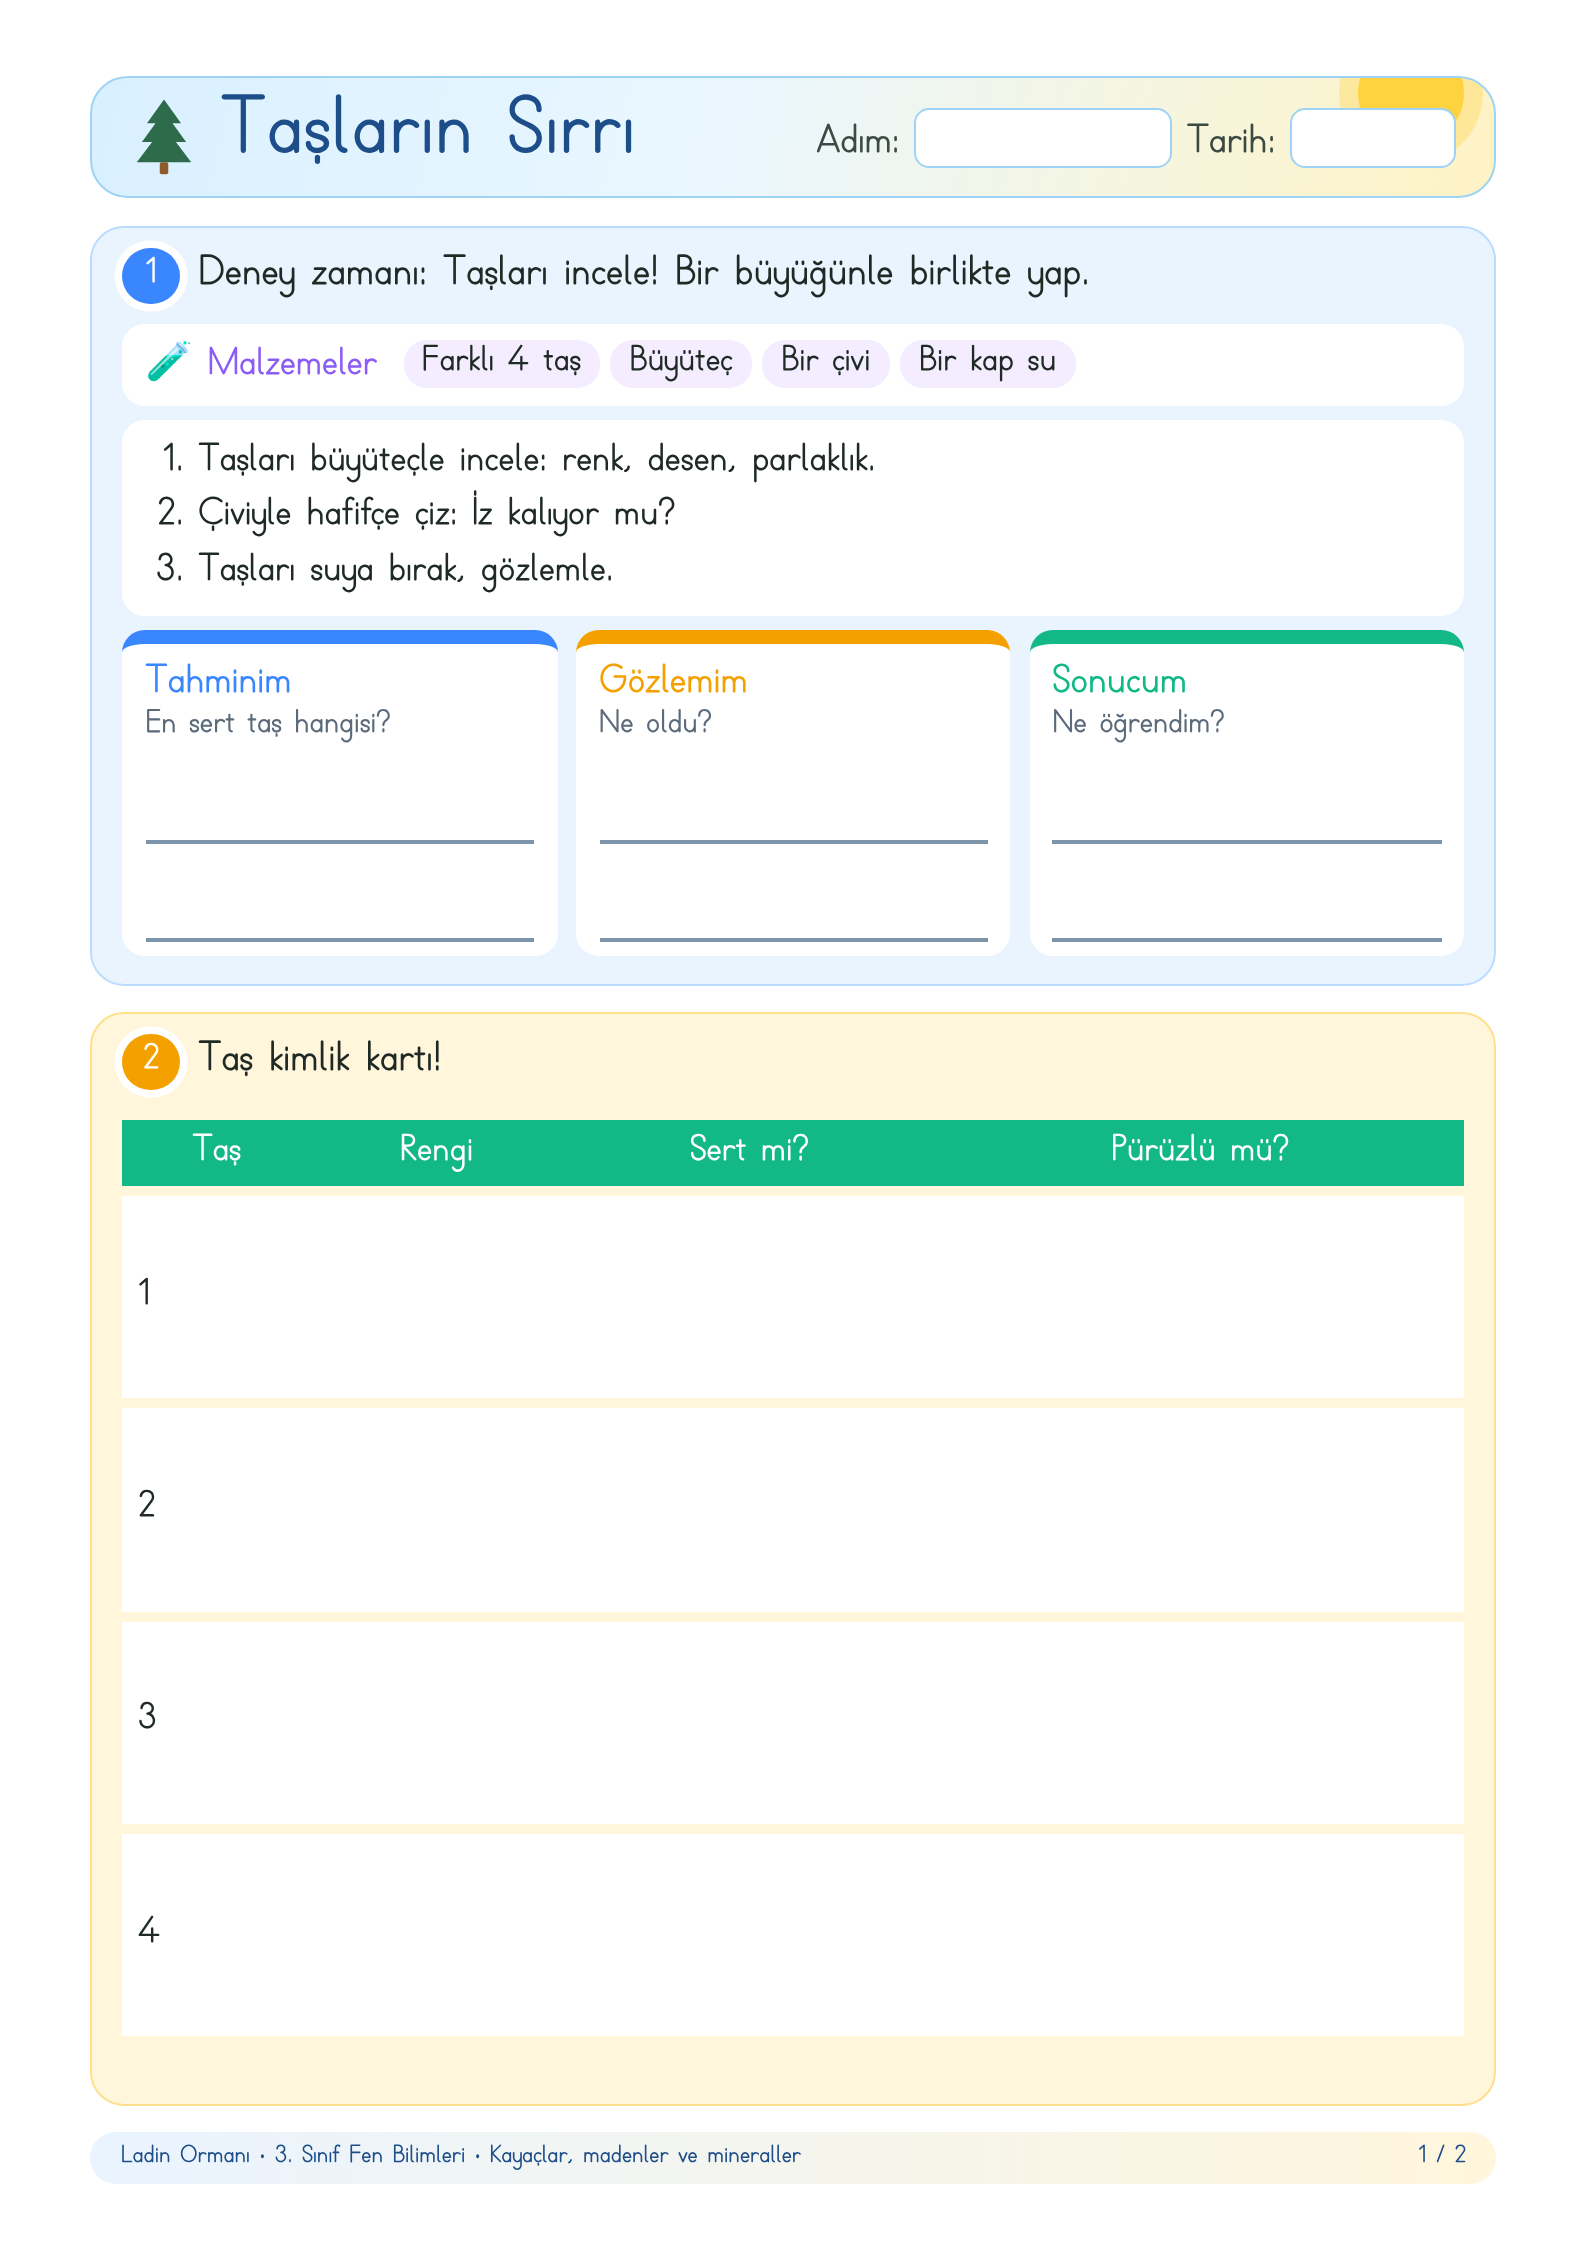 Taşların Sırrı
Adım: Tarih:
1 Deney zamanı: Taşları incele! Bir büyüğünle birlikte yap.
Malzemeler Farklı 4 taş Büyüteç Bir çivi Bir kap su
1. Taşları büyüteçle incele: renk, desen, parlaklık.
2. Çiviyle hafifçe çiz: İz kalıyor mu?
3. Taşları suya bırak, gözlemle.
Tahminim
En sert taş hangisi?
Gözlemim
Ne oldu?
Sonucum
Ne öğrendim?
2 Taş kimlik kartı!
Taş Rengi Sert mi? Pürüzlü mü?
1
2
3
4
Ladin Ormanı • 3. Sınıf Fen Bilimleri • Kayaçlar, madenler ve mineraller 1 / 2